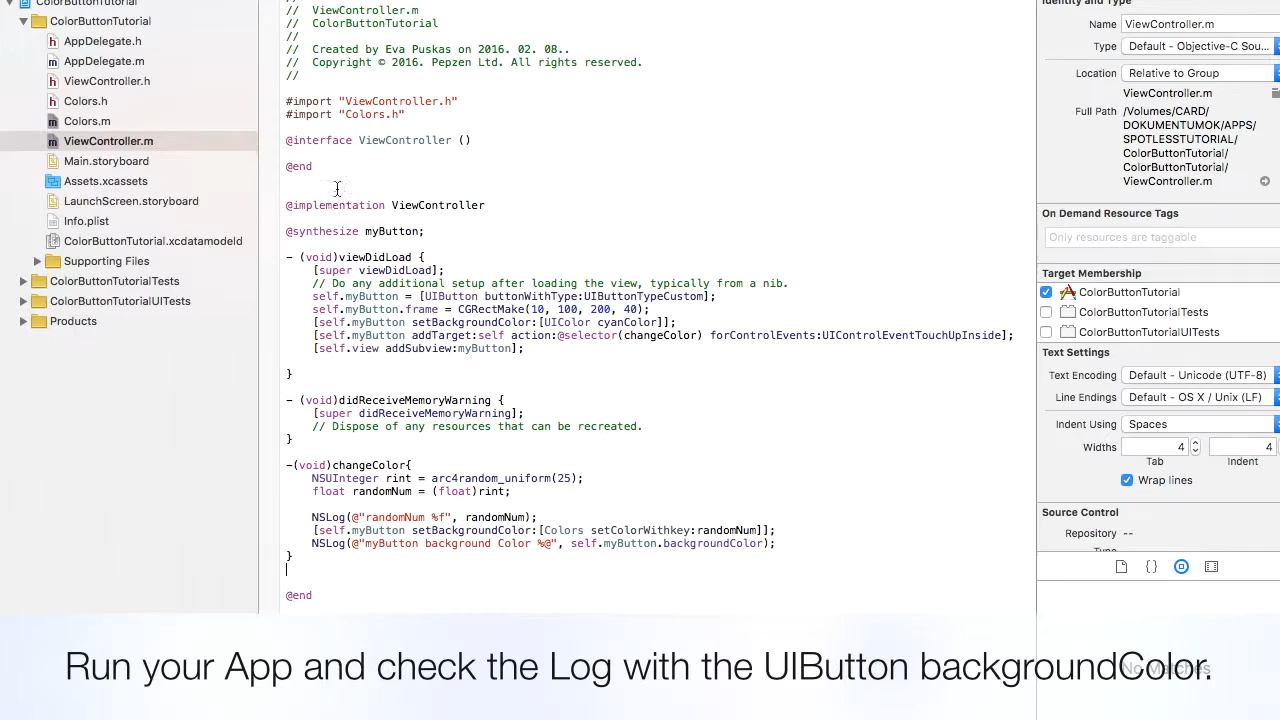 ColorButtonTutorial
ColorButtonTutorial
AppDelegate.h
AppDelegate.m
ViewController.h
Colors.h
Colors.m
ViewController.m
Main.storyboard
Assets.xcassets
LaunchScreen.storyboard
Info.plist
ColorButtonTutorial.xcdatamodeld
Supporting Files
ColorButtonTutorialTests
ColorButtonTutorialUITests
Products
//
//  ViewController.m
//  ColorButtonTutorial
//
//  Created by Eva Puskas on 2016. 02. 08..
//  Copyright © 2016. Pepzen Ltd. All rights reserved.
//
#import "ViewController.h"
#import "Colors.h"
@interface ViewController ()
@end
@implementation ViewController
@synthesize myButton;
- (void)viewDidLoad {
[super viewDidLoad];
// Do any additional setup after loading the view, typically from a nib.
self.myButton = [UIButton buttonWithType:UIButtonTypeCustom];
self.myButton.frame = CGRectMake(10, 100, 200, 40);
[self.myButton setBackgroundColor:[UIColor cyanColor]];
[self.myButton addTarget:self action:@selector(changeColor) forControlEvents:UIControlEventTouchUpInside];
[self.view addSubview:myButton];
}
- (void)didReceiveMemoryWarning {
[super didReceiveMemoryWarning];
// Dispose of any resources that can be recreated.
}
-(void)changeColor{
NSUInteger rint = arc4random_uniform(25);
float randomNum = (float)rint;
NSLog(@"randomNum %f", randomNum);
[self.myButton setBackgroundColor:[Colors setColorWithkey:randomNum]];
NSLog(@"myButton background Color %@", self.myButton.backgroundColor);
}
@end
Identity and Type
Name ViewController.m
Type Default - Objective-C Sou...
Location Relative to Group
ViewController.m
Full Path /Volumes/CARD/
DOKUMENTUMOK/APPS/
SPOTLESSTUTORIAL/
ColorButtonTutorial/
ColorButtonTutorial/
ViewController.m
On Demand Resource Tags
Only resources are taggable
Target Membership
ColorButtonTutorial
ColorButtonTutorialTests
ColorButtonTutorialUITests
Text Settings
Text Encoding Default - Unicode (UTF-8)
Line Endings Default - OS X / Unix (LF)
Indent Using Spaces
Widths 4 4
Tab Indent
Wrap lines
Source Control
Repository --
Type
No Matches
Run your App and check the Log with the UIButton backgroundColor.